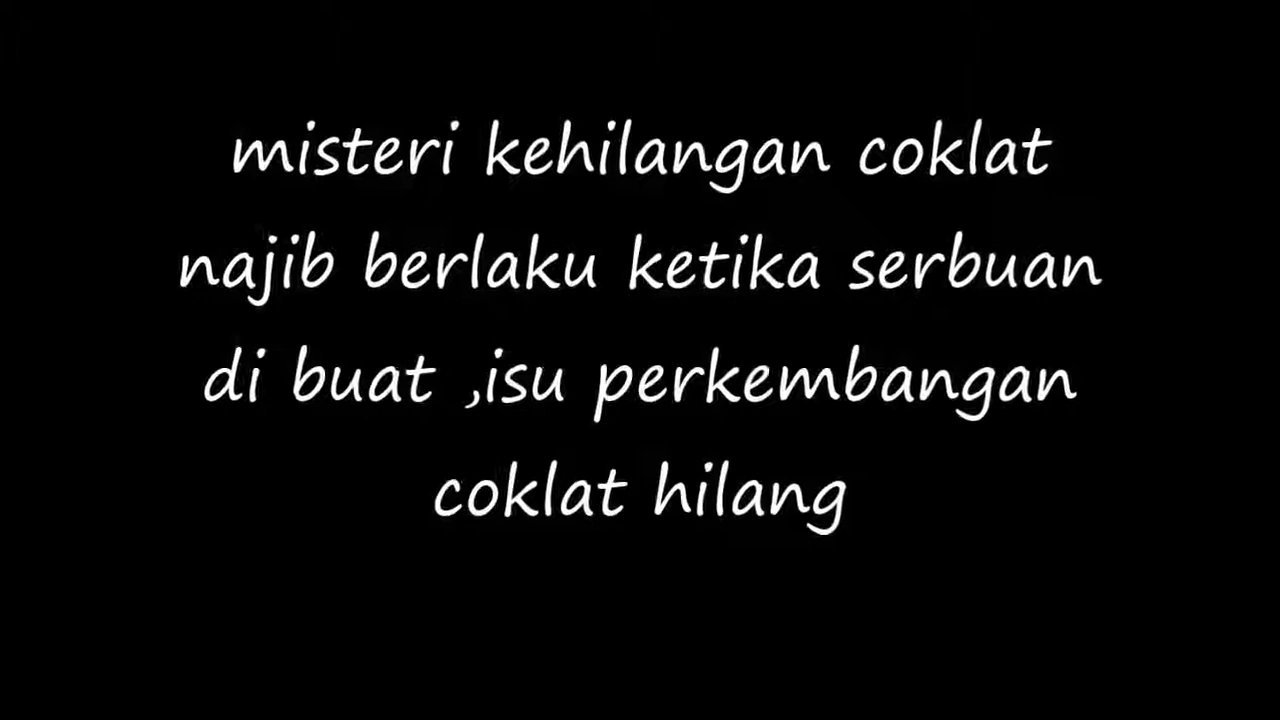 misteri kehilangan coklat
najib berlaku ketika serbuan
di buat ,isu perkembangan
coklat hilang